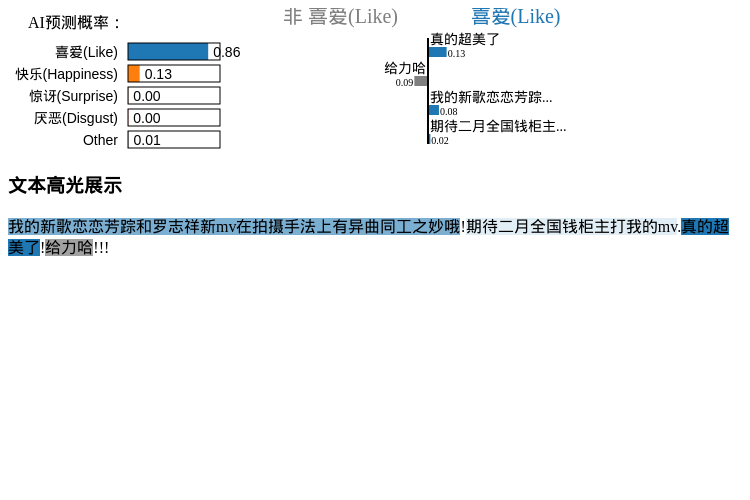 AI预测概率：
喜爱(Like) 0.86
快乐(Happiness) 0.13
惊讶(Surprise) 0.00
厌恶(Disgust) 0.00
Other 0.01
非 喜爱(Like) 喜爱(Like)
真的超美了
0.13
给力哈
0.09
我的新歌恋恋芳踪...
0.08
期待二月全国钱柜主...
0.02
文本高光展示
我的新歌恋恋芳踪和罗志祥新mv在拍摄手法上有异曲同工之妙哦!期待二月全国钱柜主打我的mv.真的超
美了!给力哈!!!